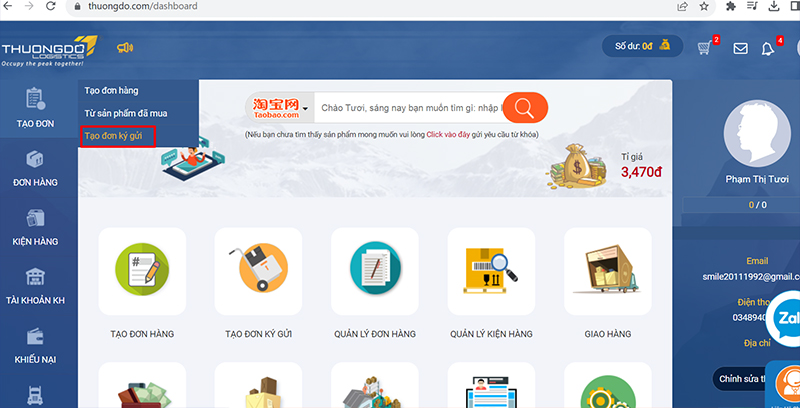 thuongdo.com/dashboard
THUONGDO
LOGISTICS
Occupy the peak together!
Số dư: 0đ
2
4
TẠO ĐƠN
ĐƠN HÀNG
KIỆN HÀNG
TÀI KHOẢN KH
KHIẾU NẠI
Tạo đơn hàng
Từ sản phẩm đã mua
Tạo đơn ký gửi
淘宝网
Taobao.com
Chào Tươi, sáng nay bạn muốn tìm gì: nhập
(Nếu bạn chưa tìm thấy sản phẩm mong muốn vui lòng Click vào đây gửi yêu cầu từ khóa)
Tỉ giá
3,470đ
TẠO ĐƠN HÀNG
TẠO ĐƠN KÝ GỬI
QUẢN LÝ ĐƠN HÀNG
QUẢN LÝ KIỆN HÀNG
GIAO HÀNG
Phạm Thị Tươi
0 / 0
Email
smile20111992@gmail.c
Điện tho
034894
Địa chỉ
Zal
Chỉnh sửa th